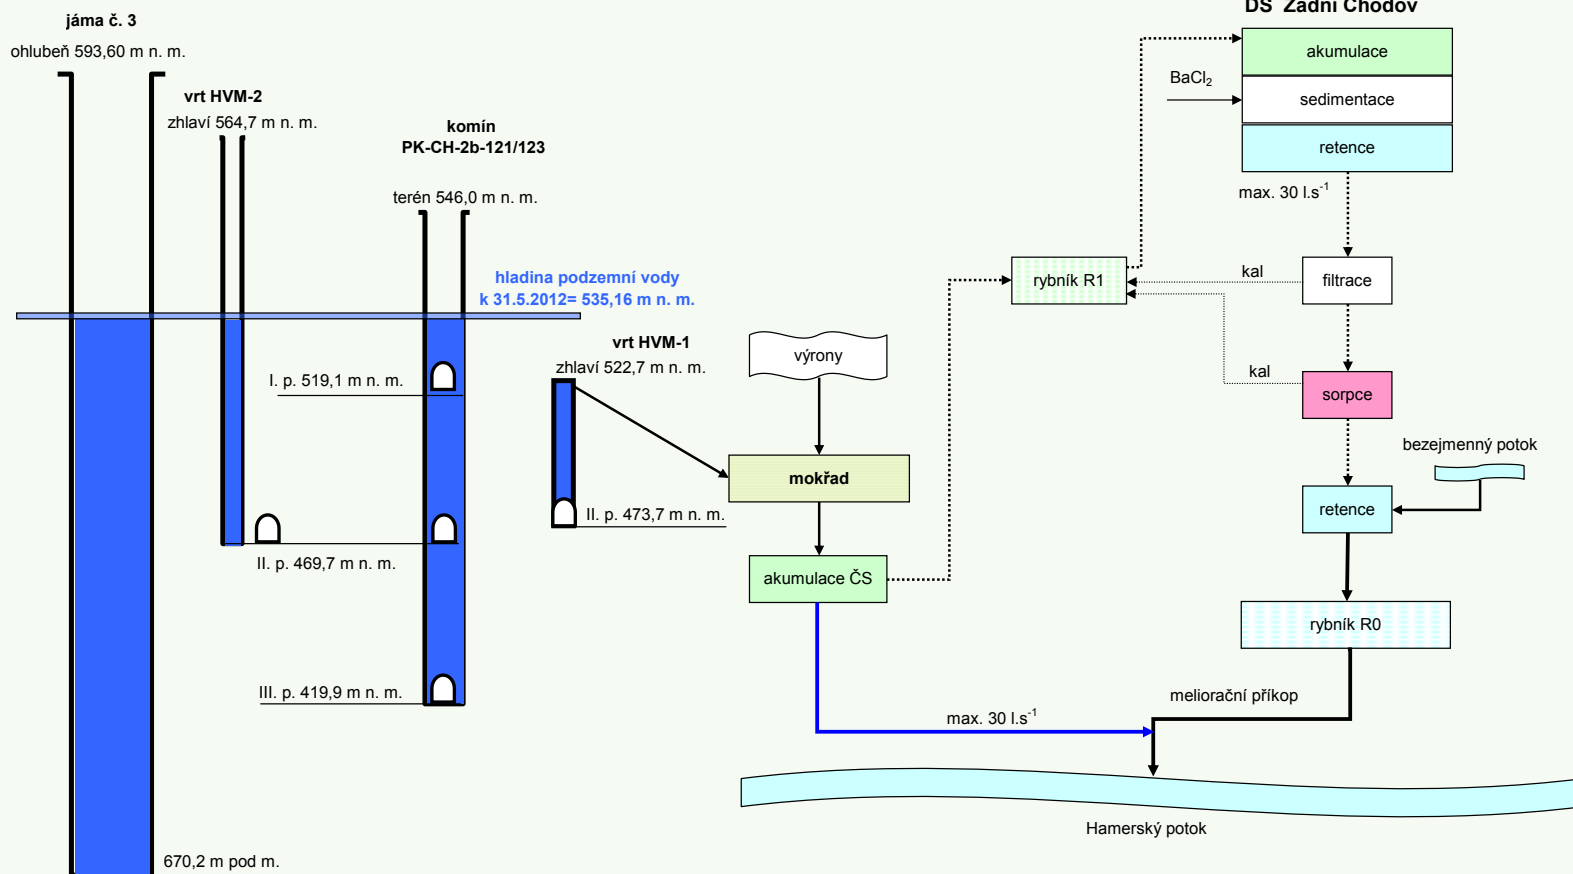 DS Zadní Chodov
jáma č. 3
ohlubeň 593,60 m n. m.
vrt HVM-2
zhlaví 564,7 m n. m.
komín
PK-CH-2b-121/123
terén 546,0 m n. m.
hladina podzemní vody
k 31.5.2012= 535,16 m n. m.
I. p. 519,1 m n. m.
II. p. 469,7 m n. m.
III. p. 419,9 m n. m.
670,2 m pod m.
vrt HVM-1
zhlaví 522,7 m n. m.
II. p. 473,7 m n. m.
výrony
mokřad
akumulace ČS
max. 30 l.s-1
rybník R1
BaCl2
akumulace
sedimentace
retence
max. 30 l.s-1
kal
filtrace
kal
sorpce
bezejmenný potok
retence
rybník R0
meliorační příkop
Hamerský potok